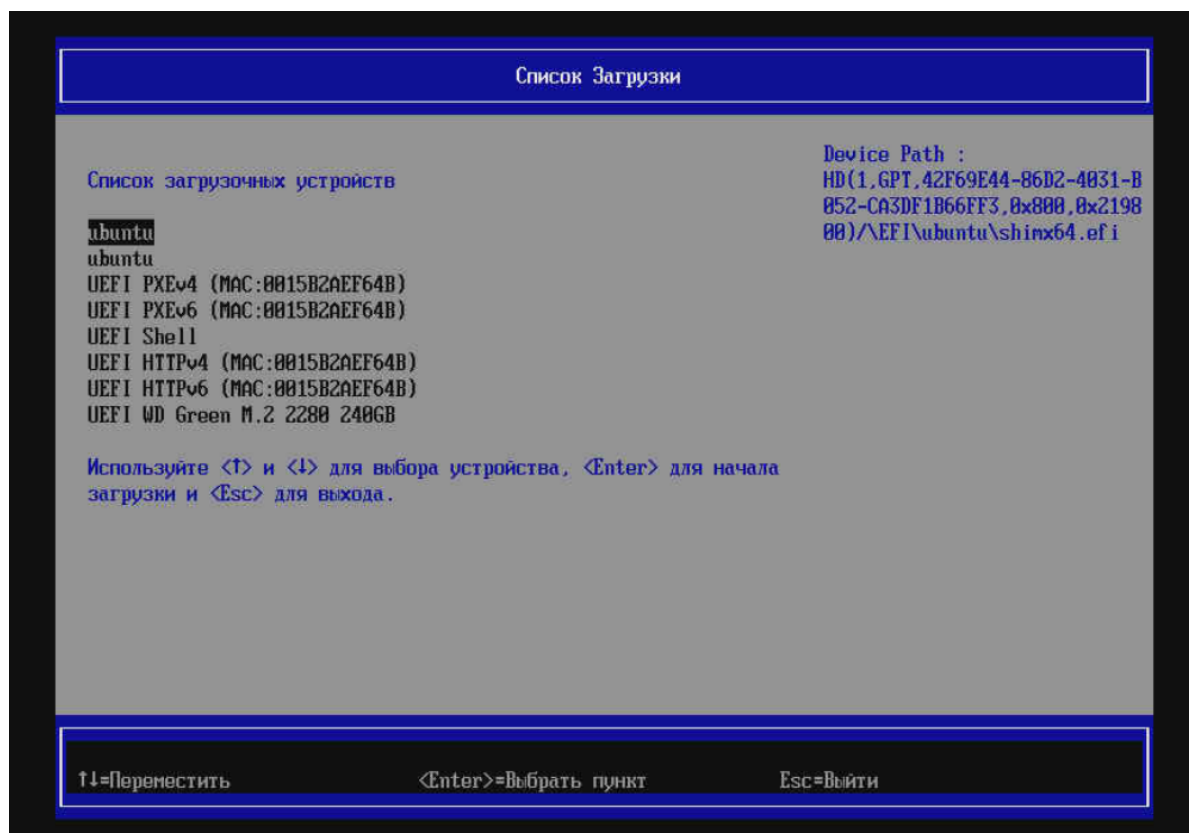 Список Загрузки
Список загрузочных устройств
ubuntu
ubuntu
UEFI PXEv4 (MAC:0015B2AEF64B)
UEFI PXEv6 (MAC:0015B2AEF64B)
UEFI Shell
UEFI HTTPv4 (MAC:0015B2AEF64B)
UEFI HTTPv6 (MAC:0015B2AEF64B)
UEFI WD Green M.2 2280 240GB
Используйте <↑> и <↓> для выбора устройства, <Enter> для начала
загрузки и <Esc> для выхода.
Device Path :
HD(1,GPT,42F69E44-86D2-4031-B
052-CA3DF1B66FF3,0x800,0x2198
00)/\EFI\ubuntu\shimx64.efi
↑↓=Переместить
<Enter>=Выбрать пункт
Esc=Выйти